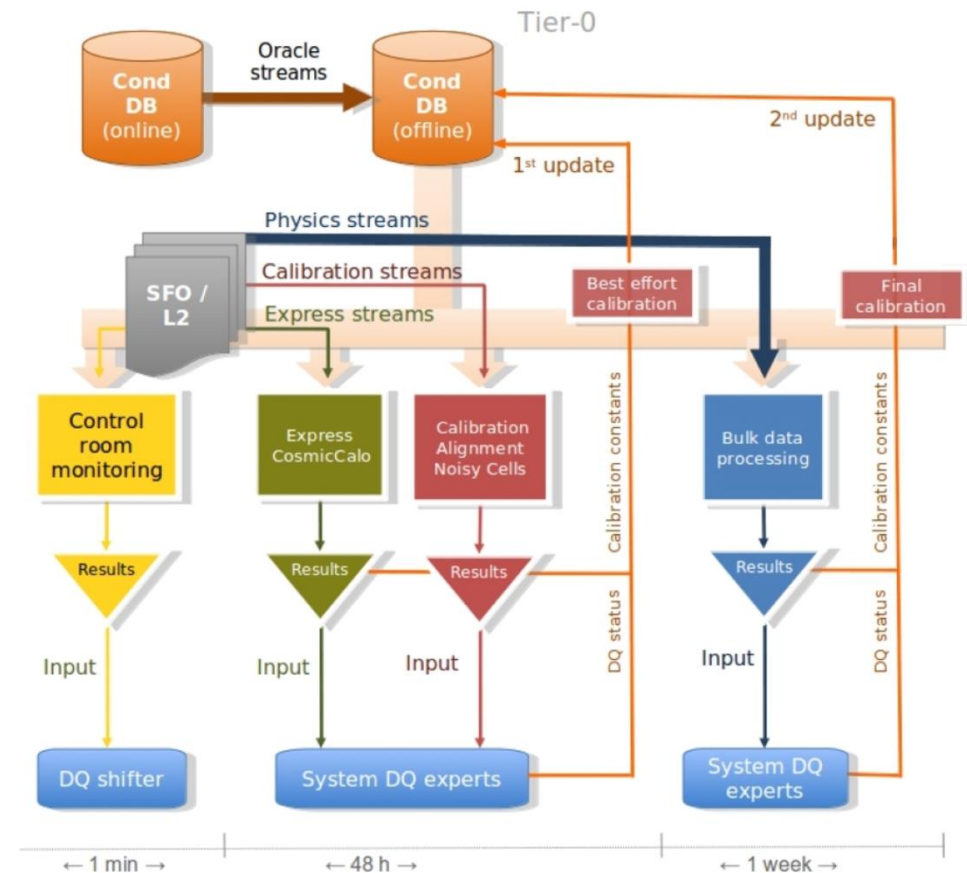 Tier-0
Oracle
streams
Cond
DB
(online)
Cond
DB
(offline)
2nd update
1st update
Physics streams
Calibration streams
Express streams
SFO /
L2
Best effort
calibration
Final
calibration
Control
room
monitoring
Express
CosmicCalo
Calibration
Alignment
Noisy Cells
Bulk data
processing
Calibration constants
Calibration constants
Results
Results
Results
Results
DQ status
DQ status
Input
Input
Input
Input
DQ shifter
System DQ experts
System DQ
experts
← 1 min →
← 48 h →
← 1 week →